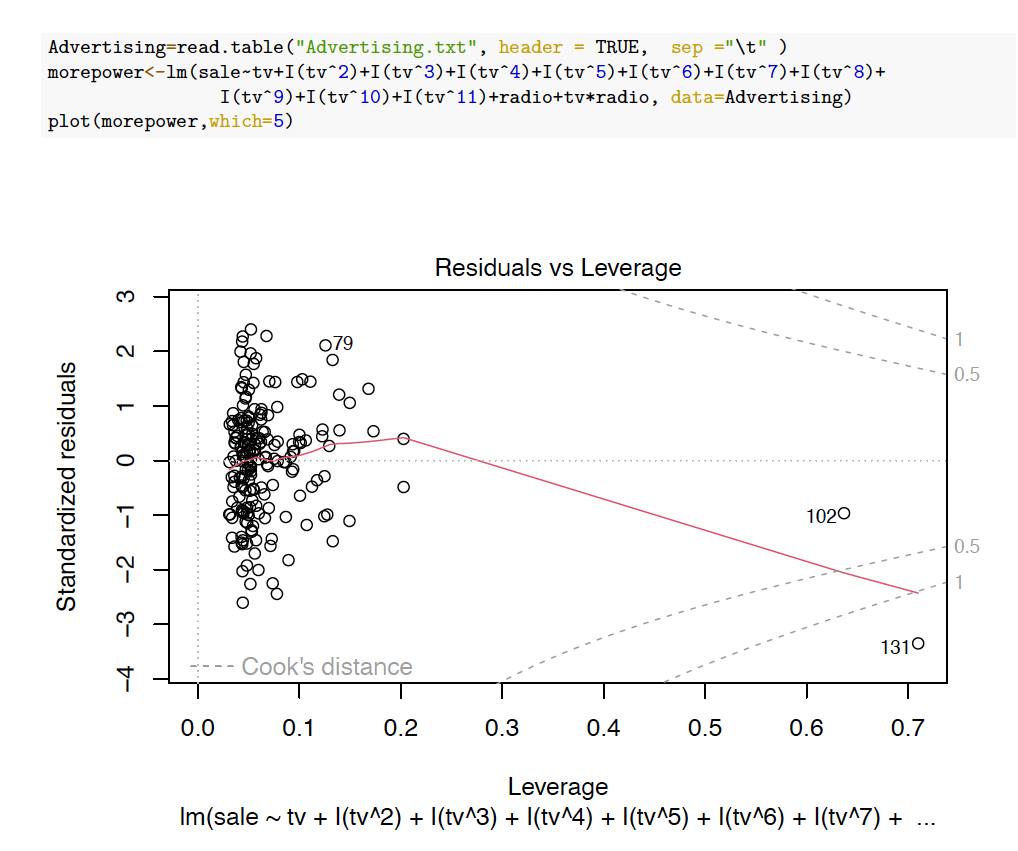 Advertising=read.table("Advertising.txt", header = TRUE,  sep ="\t" )
morepower<-lm(sale~tv+I(tv^2)+I(tv^3)+I(tv^4)+I(tv^5)+I(tv^6)+I(tv^7)+I(tv^8)+
I(tv^9)+I(tv^10)+I(tv^11)+radio+tv*radio, data=Advertising)
plot(morepower,which=5)
Residuals vs Leverage
3
2
1
0
−1
−2
−3
−4
Standardized residuals
79
1
0.5
102
0.5
1
131
Cook's distance
0.0 0.1 0.2 0.3 0.4 0.5 0.6 0.7
Leverage
lm(sale ~ tv + I(tv^2) + I(tv^3) + I(tv^4) + I(tv^5) + I(tv^6) + I(tv^7) + ...